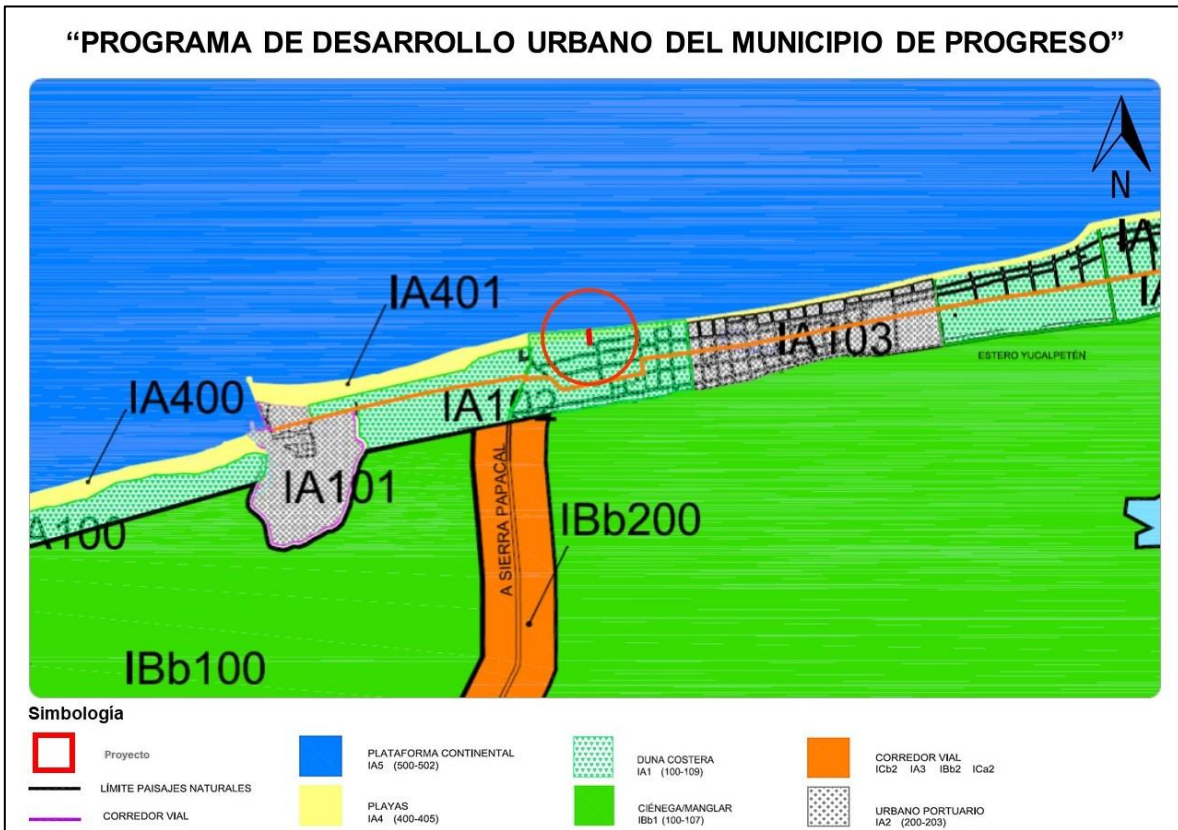 “PROGRAMA DE DESARROLLO URBANO DEL MUNICIPIO DE PROGRESO”
N
IA401
IA400
IA103
IA102
IA101
ESTERO YUCALPETÉN
A SIERRA PAPACAL
IBb200
IBb100
Simbología
Proyecto
LÍMITE PAISAJES NATURALES
CORREDOR VIAL
PLATAFORMA CONTINENTAL
IA5 (500-502)
PLAYAS
IA4 (400-405)
DUNA COSTERA
IA1 (100-109)
CIÉNEGA/MANGLAR
IBb1 (100-107)
CORREDOR VIAL
ICb2 IA3 IBb2 ICa2
URBANO PORTUARIO
IA2 (200-203)